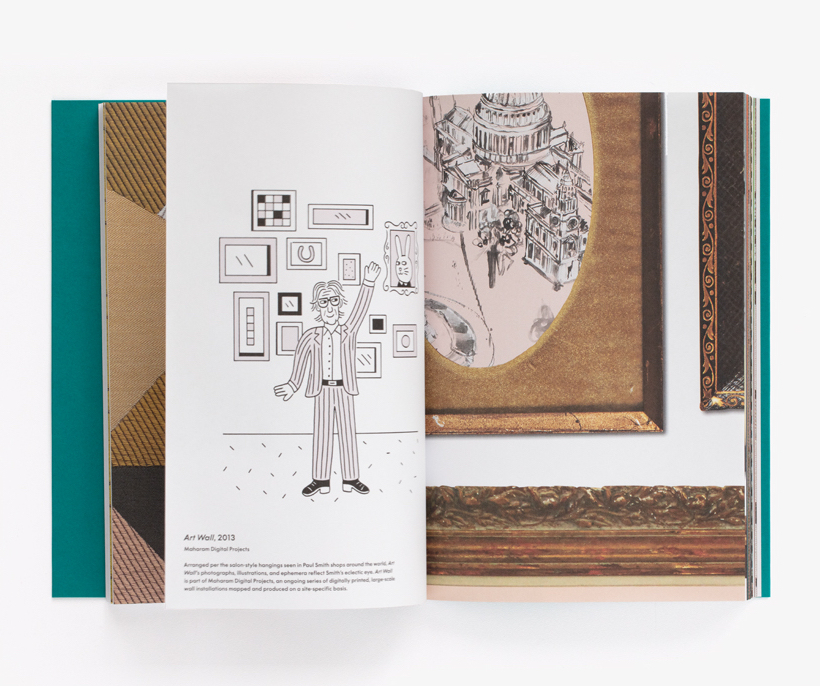 Art Wall, 2013
Maharam Digital Projects
Arranged per the salon style hangings seen in Paul Smith shops around the world, Art
Wall's photographs, illustrations, and ephemera reflect Smith's eclectic eye. Art Wall
is part of Maharam Digital Projects, an ongoing series of digitally printed, large-scale
wall installations mapped and produced on a site-specific basis.